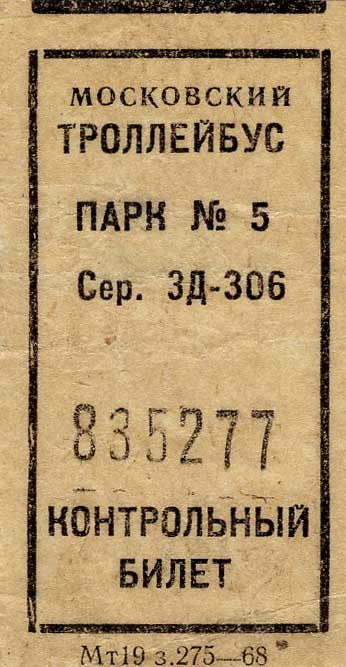 МОСКОВСКИЙ
ТРОЛЛЕЙБУС
ПАРК № 5
Сер. ЗД-306
835277
КОНТРОЛЬНЫЙ
БИЛЕТ
Мт19 з.275—68